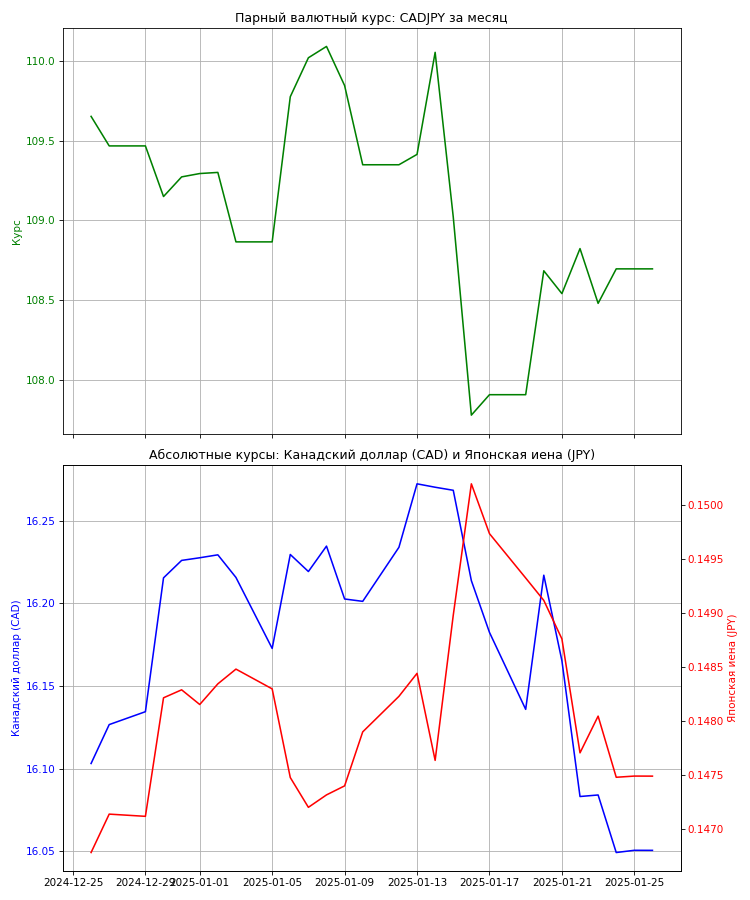 Парный валютный курс: CADJPY за месяц
110.0
109.5
109.0
108.5
108.0
Курс
Абсолютные курсы: Канадский доллар (CAD) и Японская иена (JPY)
16.25
16.20
16.15
16.10
16.05
Канадский доллар (CAD)
0.1500
0.1495
0.1490
0.1485
0.1480
0.1475
0.1470
Японская иена (JPY)
2024-12-25 2024-12-29 2025-01-01 2025-01-05 2025-01-09 2025-01-13 2025-01-17 2025-01-21 2025-01-25